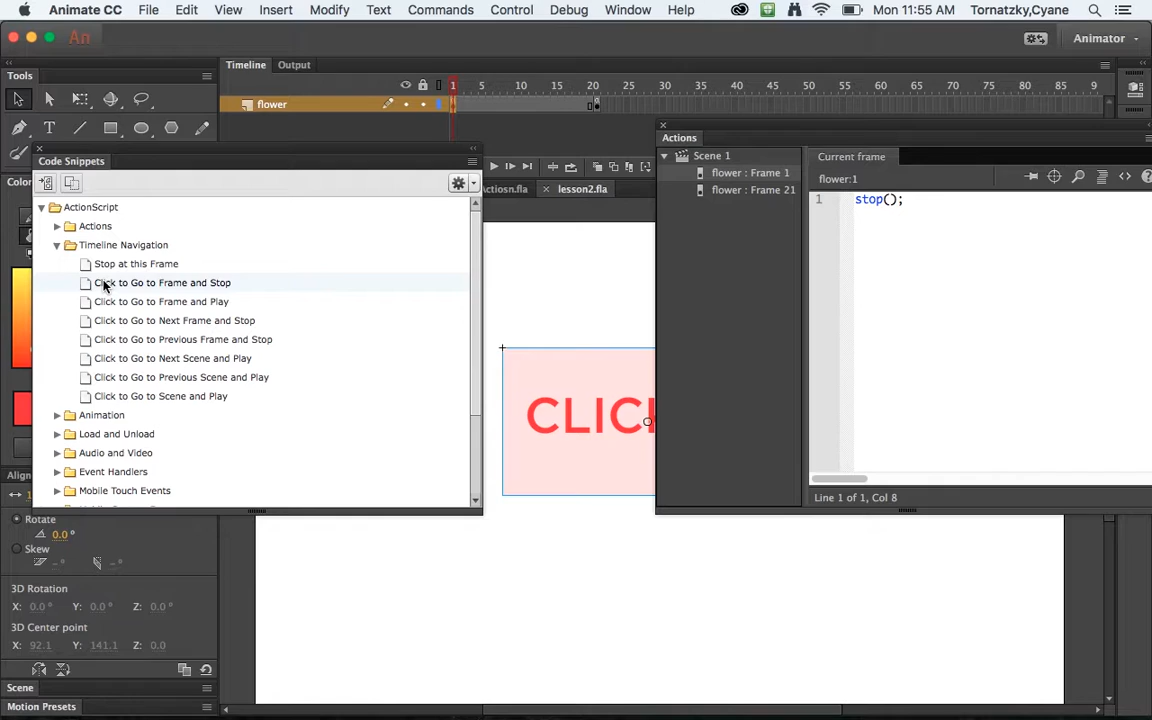 Animate CC File Edit View Insert Modify Text Commands Control Debug Window Help Mon 11:55 AM Tornatzky,Cyane
An Animator
Timeline Output
Tools
1 5 10 15 20 25 30 35 40 45 50 55 60 65 70 75 80 85 90 9
flower
Code Snippets
Actions
Scene 1
flower : Frame 1
flower : Frame 21
Current frame
flower:1
1 stop();
Line 1 of 1, Col 8
Actiosn.fla × lesson2.fla
Color
ActionScript
Actions
Timeline Navigation
Stop at this Frame
Click to Go to Frame and Stop
Click to Go to Frame and Play
Click to Go to Next Frame and Stop
Click to Go to Previous Frame and Stop
Click to Go to Next Scene and Play
Click to Go to Previous Scene and Play
Click to Go to Scene and Play
Animation
Load and Unload
Audio and Video
Event Handlers
Mobile Touch Events
CLICK
Align
Rotate
0.0°
Skew
3D Rotation
X: 0.0° Y: 0.0° Z: 0.0°
3D Center point
X: 92.1 Y: 141.1 Z: 0.0
Scene
Motion Presets